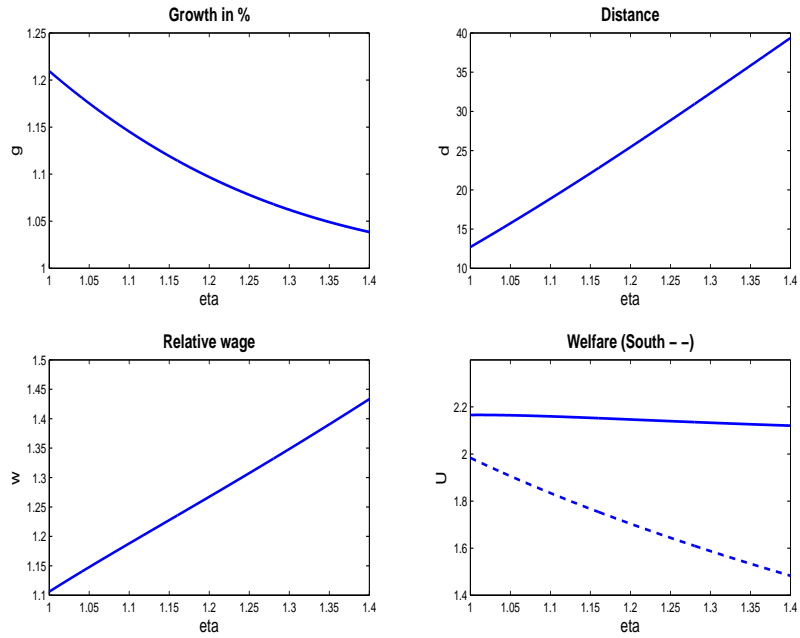 Growth in %
1.25
1.2
1.15
1.1
1.05
1
g
1 1.05 1.1 1.15 1.2 1.25 1.3 1.35 1.4
eta
Distance
40
35
30
25
20
15
10
d
1 1.05 1.1 1.15 1.2 1.25 1.3 1.35 1.4
eta
Relative wage
1.5
1.45
1.4
1.35
1.3
1.25
1.2
1.15
1.1
w
1 1.05 1.1 1.15 1.2 1.25 1.3 1.35 1.4
eta
Welfare (South − −)
2.2
2
1.8
1.6
1.4
U
1 1.05 1.1 1.15 1.2 1.25 1.3 1.35 1.4
eta